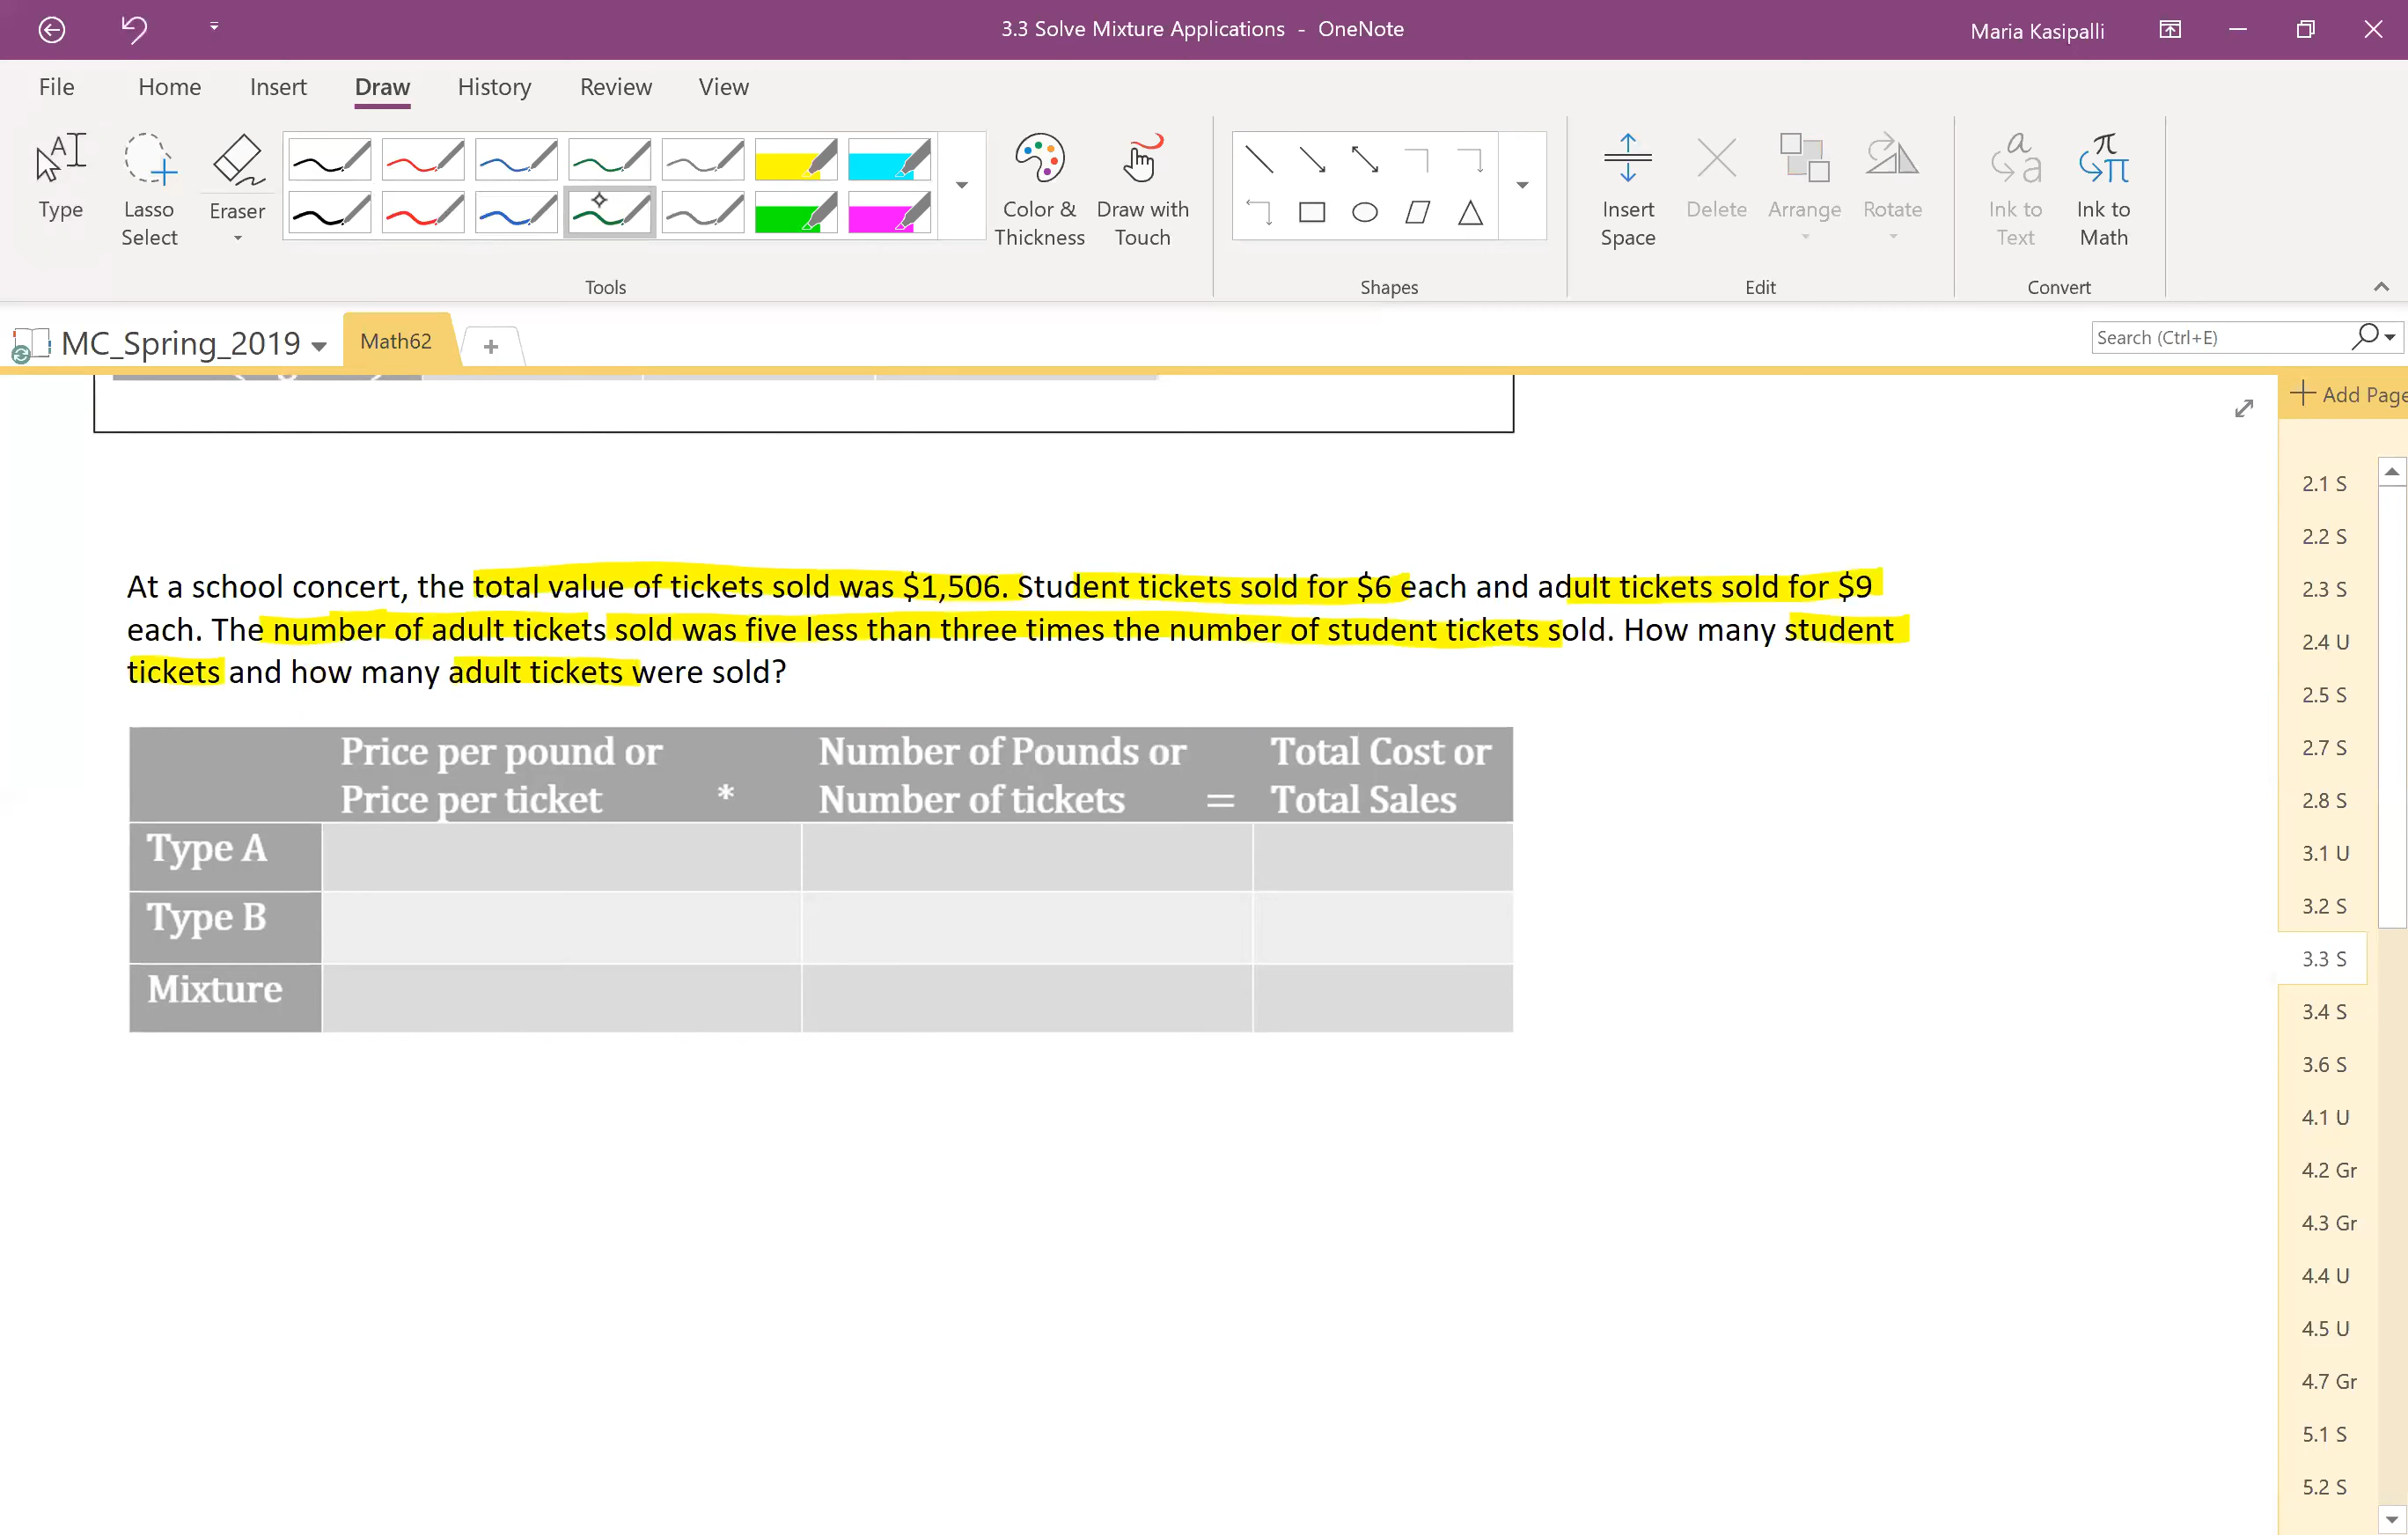 3.3 Solve Mixture Applications - OneNote
Maria Kasipalli
File Home Insert Draw History Review View
Type
Lasso Select
Eraser
Color & Thickness
Draw with Touch
Insert Space
Delete
Arrange
Rotate
Ink to Text
Ink to Math
Tools
Shapes
Edit
Convert
MC_Spring_2019
Math62
Search (Ctrl+E)
Add Page
At a school concert, the total value of tickets sold was $1,506. Student tickets sold for $6 each and adult tickets sold for $9
each. The number of adult tickets sold was five less than three times the number of student tickets sold. How many student
tickets and how many adult tickets were sold?
Price per pound or Number of Pounds or Total Cost or
Price per ticket * Number of tickets = Total Sales
Type A
Type B
Mixture
2.1 S
2.2 S
2.3 S
2.4 U
2.5 S
2.7 S
2.8 S
3.1 U
3.2 S
3.3 S
3.4 S
3.6 S
4.1 U
4.2 Gr
4.3 Gr
4.4 U
4.5 U
4.7 Gr
5.1 S
5.2 S